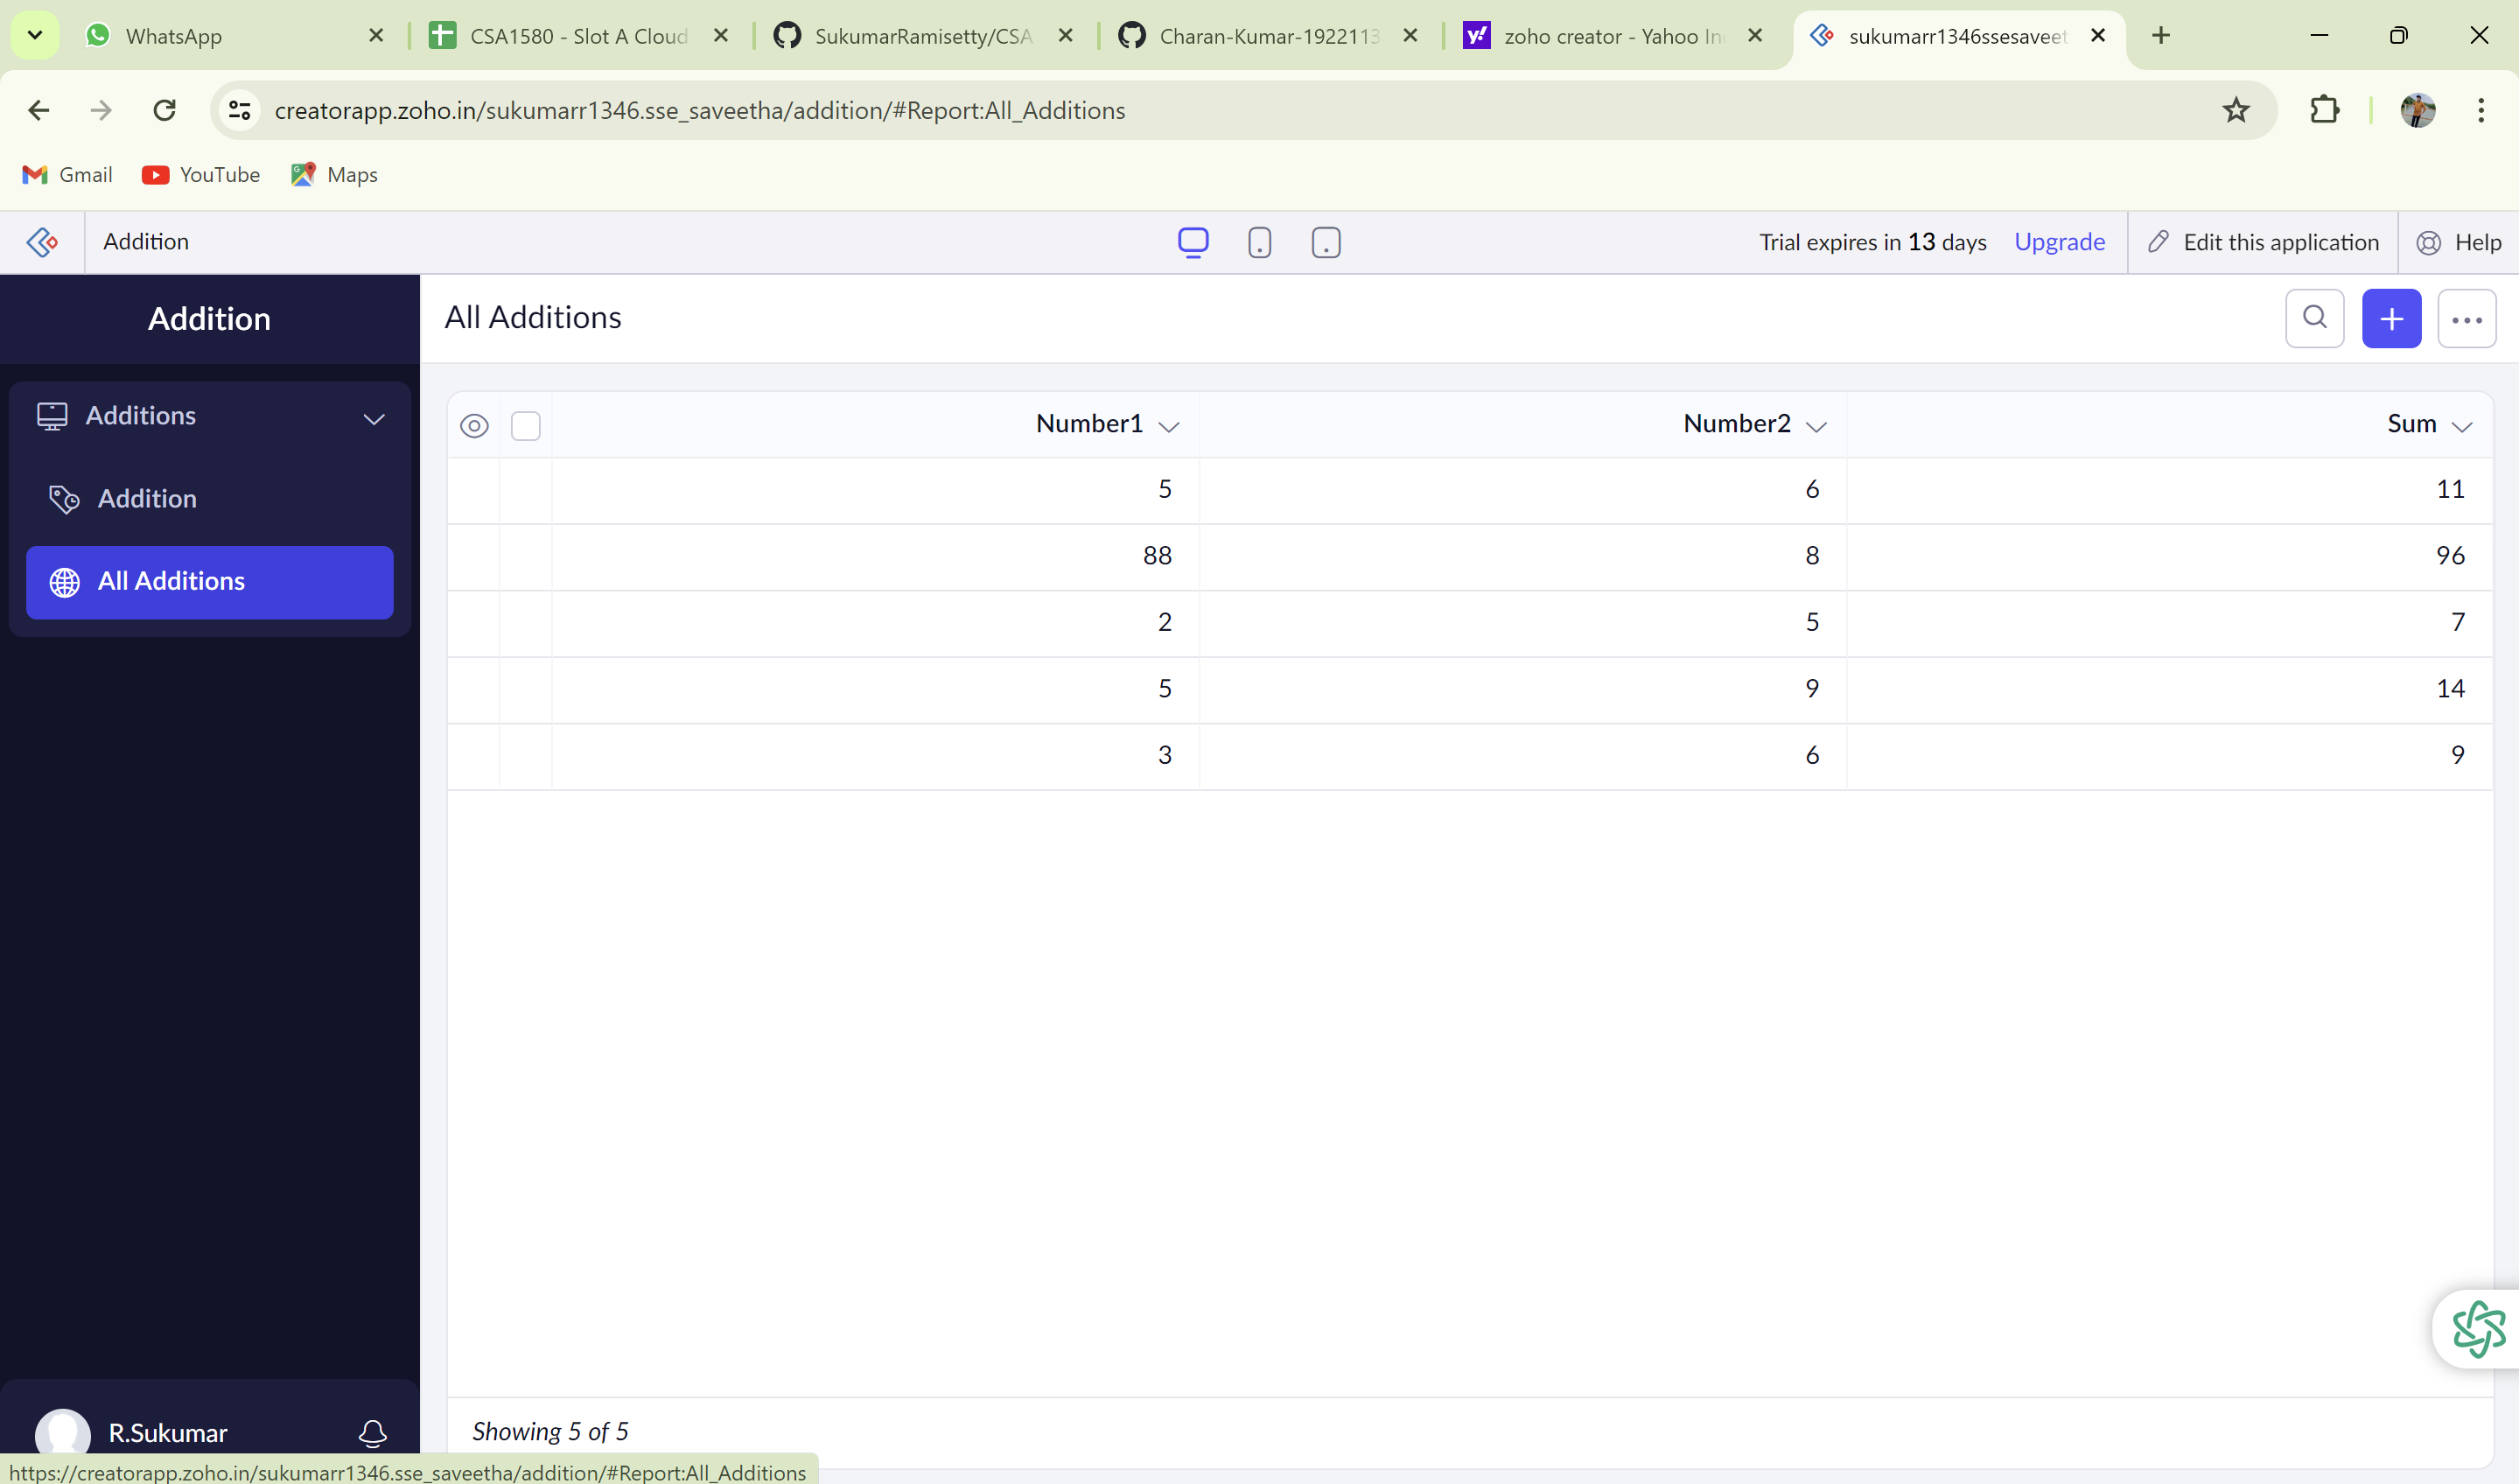 WhatsApp
CSA1580 - Slot A Cloud
SukumarRamisetty/CSA
Charan-Kumar-1922113
zoho creator - Yahoo In
sukumarr1346ssesaveet
creatorapp.zoho.in/sukumarr1346.sse_saveetha/addition/#Report:All_Additions
Gmail
YouTube
Maps
Addition
Trial expires in 13 days
Upgrade
Edit this application
Help
Addition
All Additions
Additions
Addition
All Additions
Number1 Number2 Sum
5 6 11
88 8 96
2 5 7
5 9 14
3 6 9
Showing 5 of 5
R.Sukumar
https://creatorapp.zoho.in/sukumarr1346.sse_saveetha/addition/#Report:All_Additions